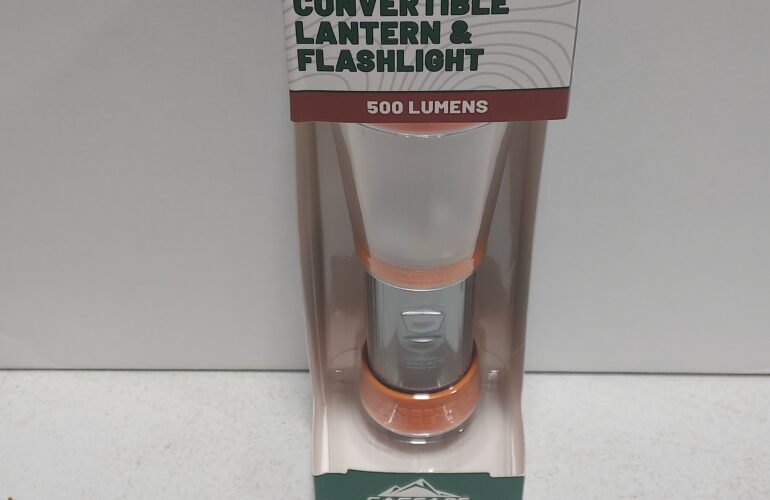 CONVERTIBLE
LANTERN &
FLASHLIGHT
500 LUMENS